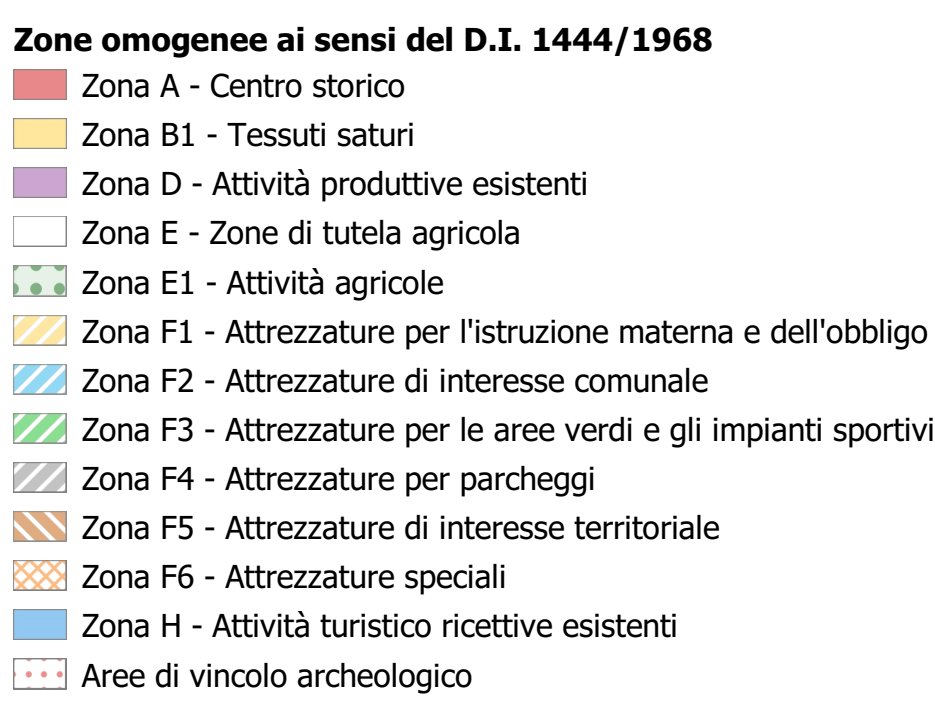 Zone omogenee ai sensi del D.I. 1444/1968
Zona A - Centro storico
Zona B1 - Tessuti saturi
Zona D - Attività produttive esistenti
Zona E - Zone di tutela agricola
Zona E1 - Attività agricole
Zona F1 - Attrezzature per l'istruzione materna e dell'obbligo
Zona F2 - Attrezzature di interesse comunale
Zona F3 - Attrezzature per le aree verdi e gli impianti sportivi
Zona F4 - Attrezzature per parcheggi
Zona F5 - Attrezzature di interesse territoriale
Zona F6 - Attrezzature speciali
Zona H - Attività turistico ricettive esistenti
Aree di vincolo archeologico